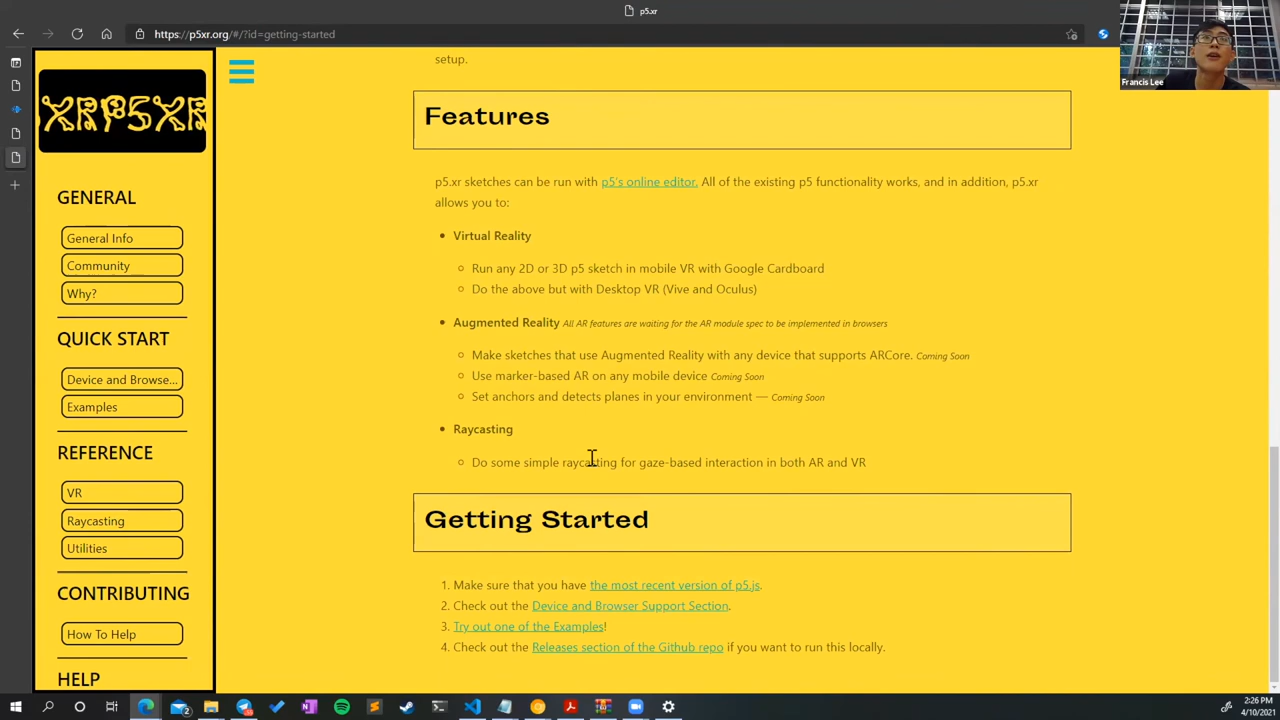 p5.xr
https://p5xr.org/#/?id=getting-started
Francis Lee
XRP5XR
GENERAL
General Info
Community
Why?
QUICK START
Device and Browse...
Examples
REFERENCE
VR
Raycasting
Utilities
CONTRIBUTING
How To Help
HELP
setup.
Features
p5.xr sketches can be run with p5's online editor. All of the existing p5 functionality works, and in addition, p5.xr
allows you to:
Virtual Reality
Run any 2D or 3D p5 sketch in mobile VR with Google Cardboard
Do the above but with Desktop VR (Vive and Oculus)
Augmented Reality All AR features are waiting for the AR module spec to be implemented in browsers
Make sketches that use Augmented Reality with any device that supports ARCore. Coming Soon
Use marker-based AR on any mobile device Coming Soon
Set anchors and detects planes in your environment — Coming Soon
Raycasting
Do some simple raycasting for gaze-based interaction in both AR and VR
Getting Started
1. Make sure that you have the most recent version of p5.js.
2. Check out the Device and Browser Support Section.
3. Try out one of the Examples!
4. Check out the Releases section of the Github repo if you want to run this locally.
2:26 PM
4/10/2021